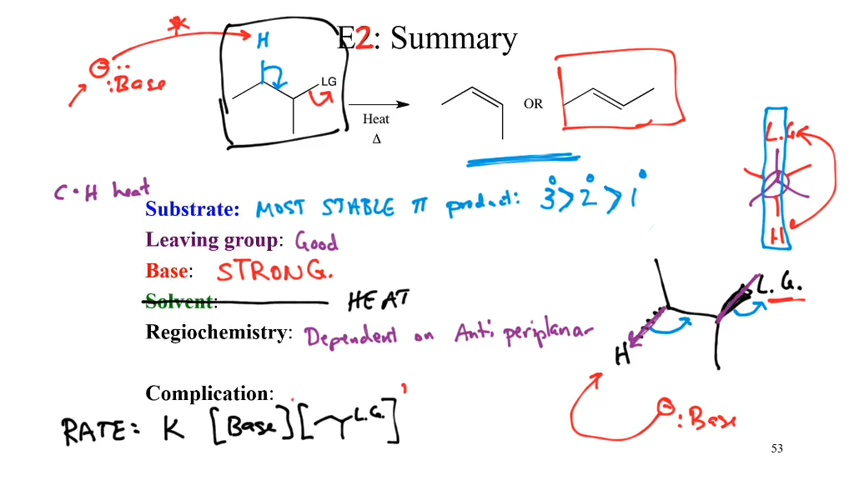 E2: Summary
H
:Base
LG
Heat
Δ
OR
L.G
H
C•H heat
Substrate: MOST STABLE π product: 3° > 2° > 1°
Leaving group: Good
Base: STRONG.
Solvent: HEAT
Regiochemistry: Dependent on Anti periplanar
L.G.
H
Complication:
RATE: K [Base][L.G.]
:Base
53